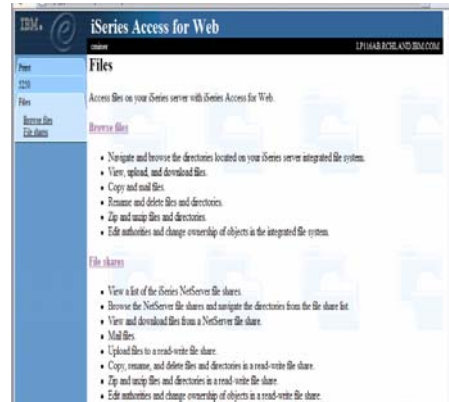 IBM.
iSeries Access for Web
cminer
LP116AB.RCHLAND.IBM.COM
Print
5250
Files
Browse files
File shares
Files
Access files on your iSeries server with iSeries Access for Web.
Browse files
• Navigate and browse the directories located on your iSeries server integrated file system.
• View, upload, and download files.
• Copy and mail files.
• Rename and delete files and directories.
• Zip and unzip files and directories.
• Edit authorities and change ownership of objects in the integrated file system.
File shares
• View a list of the iSeries NetServer file shares.
• Browse the NetServer file shares and navigate the directories from the file share list.
• View and download files from a NetServer file share.
• Mail files.
• Upload files to a read-write file share.
• Copy, rename, and delete files and directories in a read-write file share.
• Zip and unzip files and directories in a read-write file share.
• Edit authorities and change ownership of objects in a read-write file share.